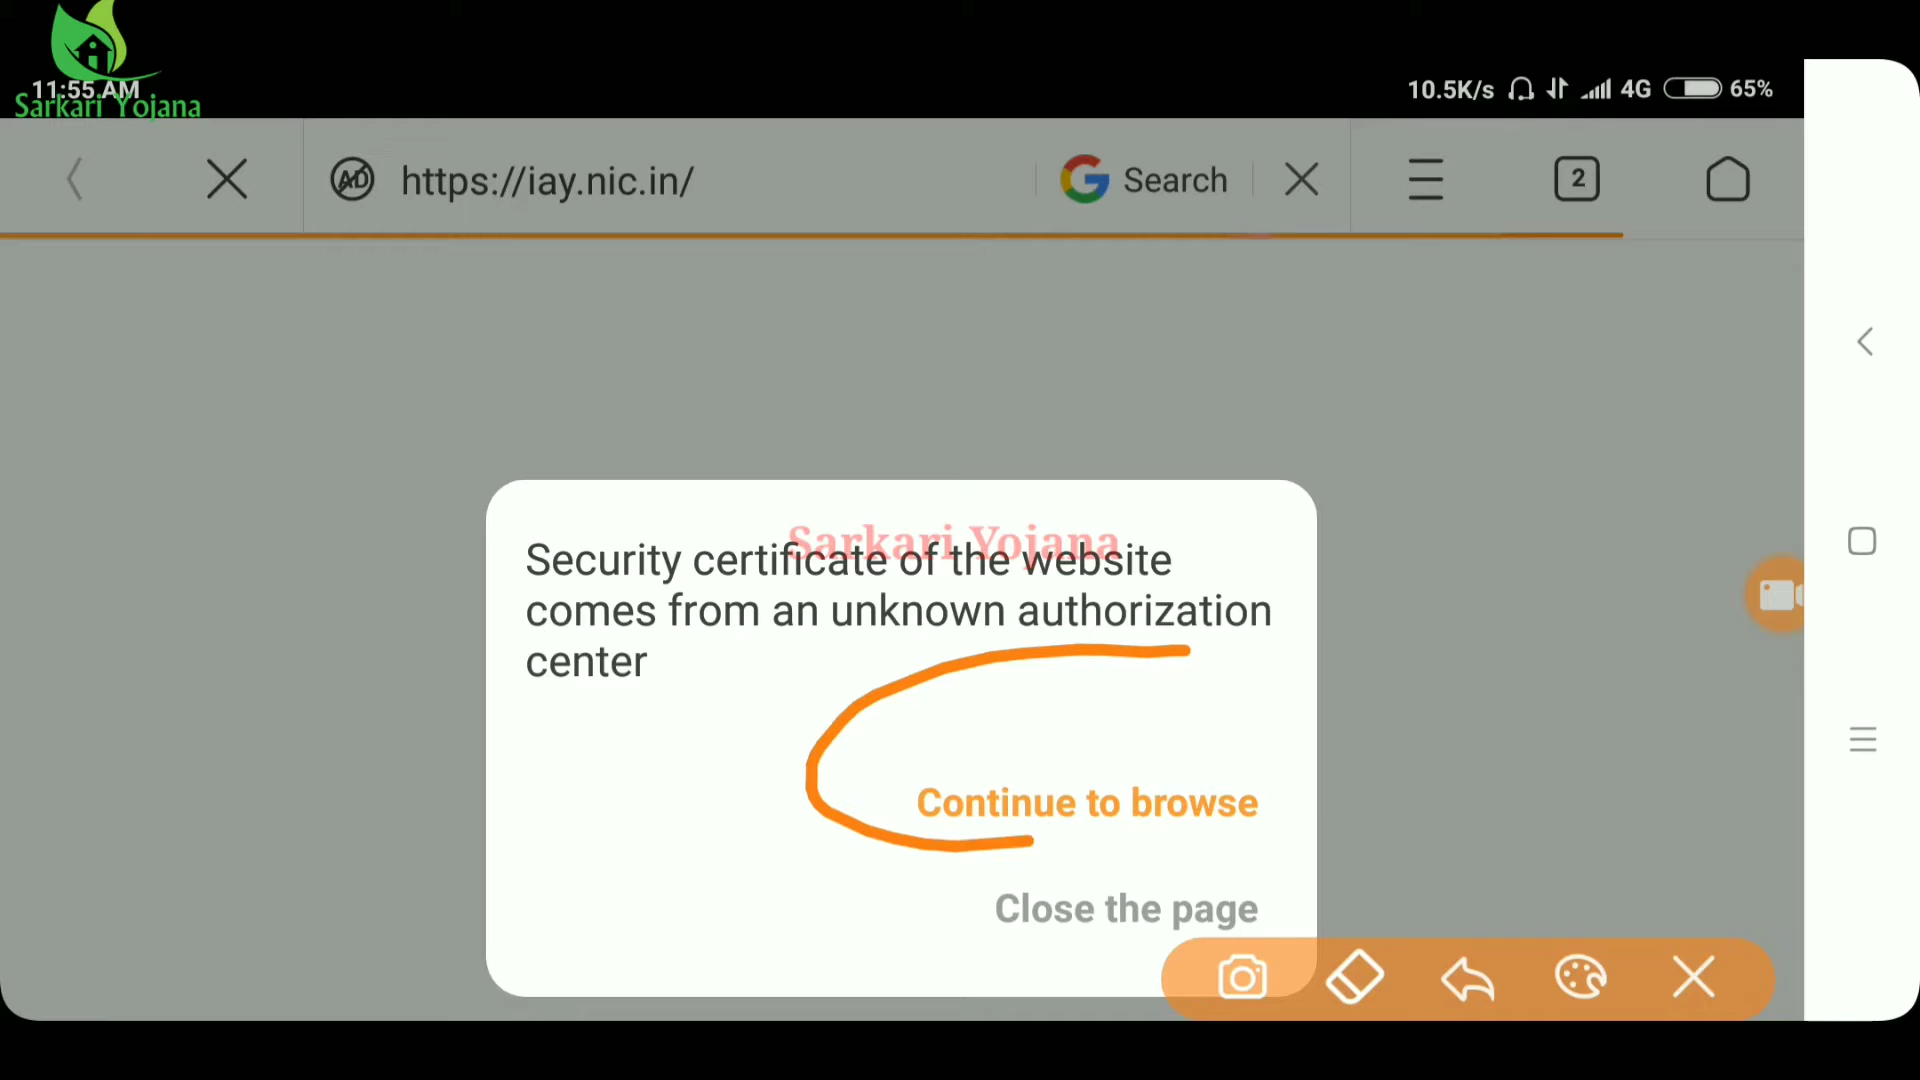 11:55 AM
Sarkari Yojana
10.5K/s 4G 65%
AD https://iay.nic.in/ Search 2
Sarkari Yojana
Security certificate of the website
comes from an unknown authorization
center
Continue to browse
Close the page